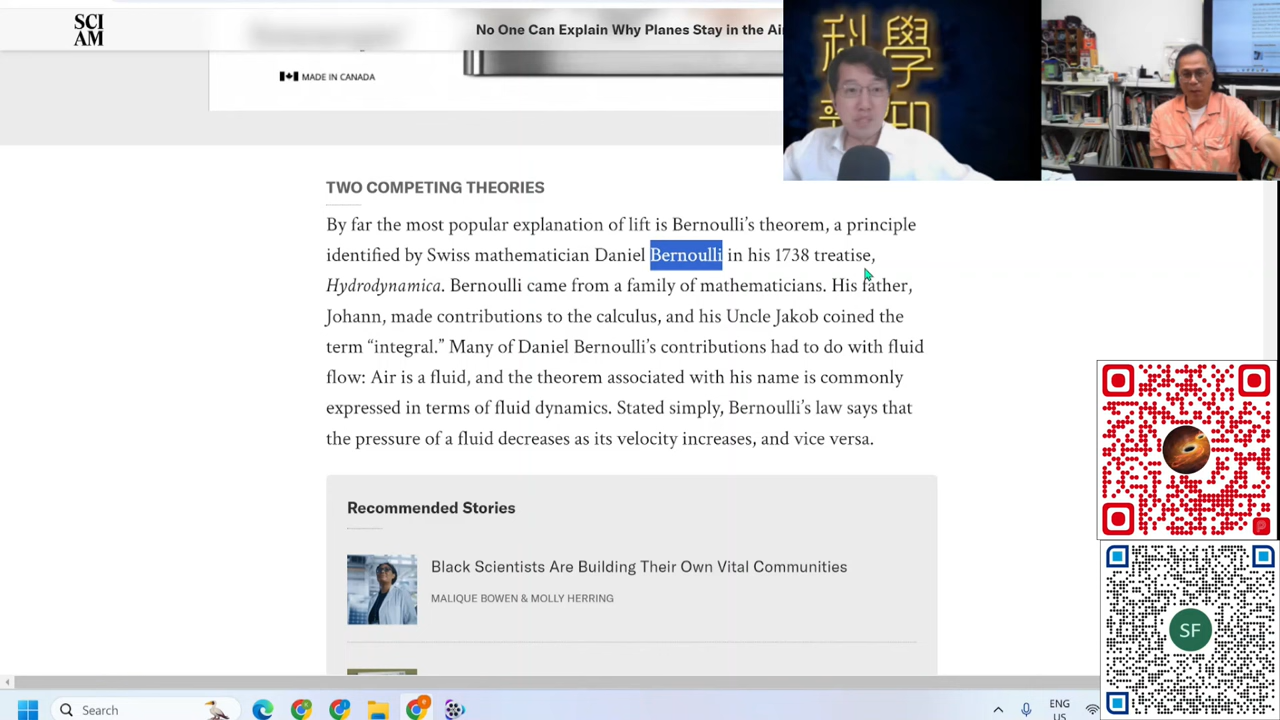 SCI
AM
No One Can Explain Why Planes Stay in the Air
科學
MADE IN CANADA
TWO COMPETING THEORIES
By far the most popular explanation of lift is Bernoulli’s theorem, a principle
identified by Swiss mathematician Daniel Bernoulli in his 1738 treatise,
Hydrodynamica. Bernoulli came from a family of mathematicians. His father,
Johann, made contributions to the calculus, and his Uncle Jakob coined the
term “integral.” Many of Daniel Bernoulli’s contributions had to do with fluid
flow: Air is a fluid, and the theorem associated with his name is commonly
expressed in terms of fluid dynamics. Stated simply, Bernoulli’s law says that
the pressure of a fluid decreases as its velocity increases, and vice versa.
Recommended Stories
Black Scientists Are Building Their Own Vital Communities
MALIQUE BOWEN & MOLLY HERRING
SF
Search
ENG
US